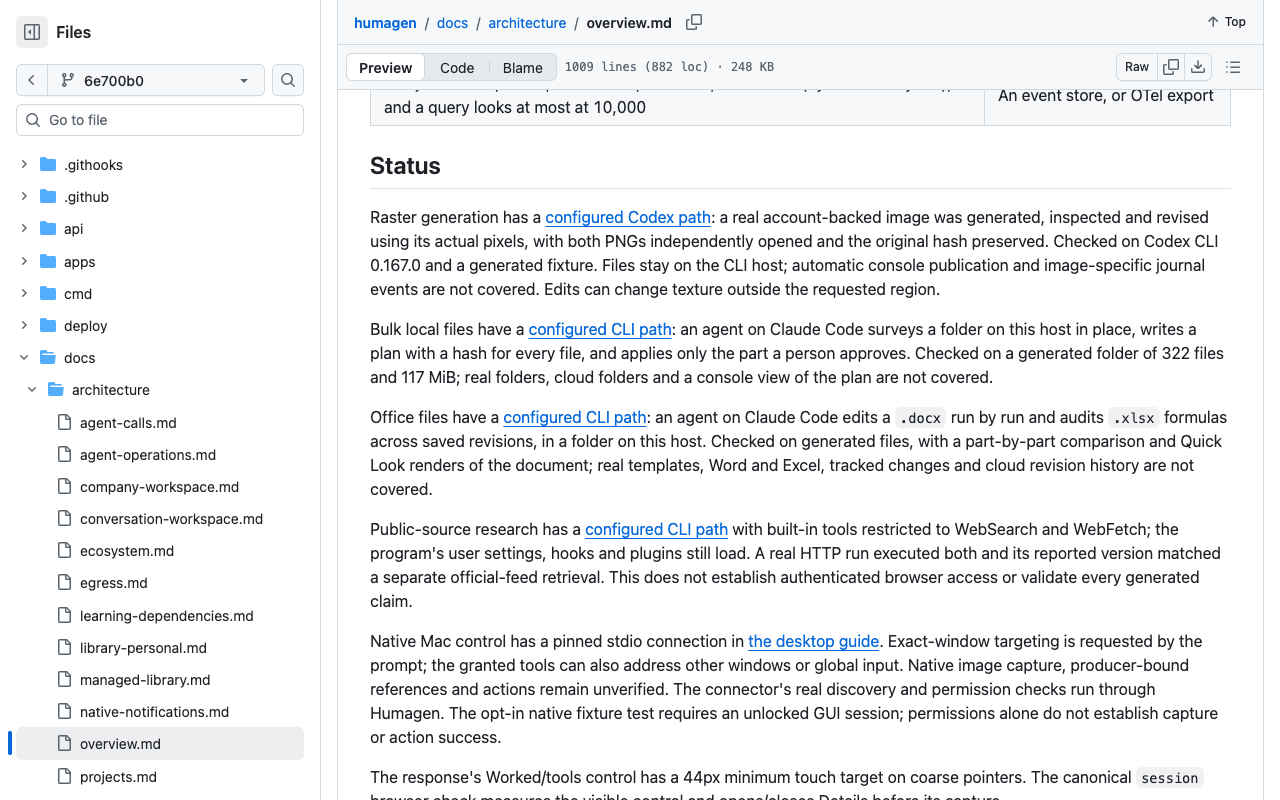 Files
humagen / docs / architecture / overview.md
Top
6e700b0
Preview
Code
Blame
1009 lines (882 loc) · 248 KB
Raw
Go to file
.githooks
.github
api
apps
cmd
deploy
docs
architecture
agent-calls.md
agent-operations.md
company-workspace.md
conversation-workspace.md
ecosystem.md
egress.md
learning-dependencies.md
library-personal.md
managed-library.md
native-notifications.md
overview.md
projects.md
and a query looks at most at 10,000
An event store, or OTel export
Status
Raster generation has a configured Codex path: a real account-backed image was generated, inspected and revised
using its actual pixels, with both PNGs independently opened and the original hash preserved. Checked on Codex CLI
0.167.0 and a generated fixture. Files stay on the CLI host; automatic console publication and image-specific journal
events are not covered. Edits can change texture outside the requested region.
Bulk local files have a configured CLI path: an agent on Claude Code surveys a folder on this host in place, writes a
plan with a hash for every file, and applies only the part a person approves. Checked on a generated folder of 322 files
and 117 MiB; real folders, cloud folders and a console view of the plan are not covered.
Office files have a configured CLI path: an agent on Claude Code edits a .docx run by run and audits .xlsx formulas
across saved revisions, in a folder on this host. Checked on generated files, with a part-by-part comparison and Quick
Look renders of the document; real templates, Word and Excel, tracked changes and cloud revision history are not
covered.
Public-source research has a configured CLI path with built-in tools restricted to WebSearch and WebFetch; the
program's user settings, hooks and plugins still load. A real HTTP run executed both and its reported version matched
a separate official-feed retrieval. This does not establish authenticated browser access or validate every generated
claim.
Native Mac control has a pinned stdio connection in the desktop guide. Exact-window targeting is requested by the
prompt; the granted tools can also address other windows or global input. Native image capture, producer-bound
references and actions remain unverified. The connector's real discovery and permission checks run through
Humagen. The opt-in native fixture test requires an unlocked GUI session; permissions alone do not establish capture
or action success.
The response's Worked/tools control has a 44px minimum touch target on coarse pointers. The canonical session